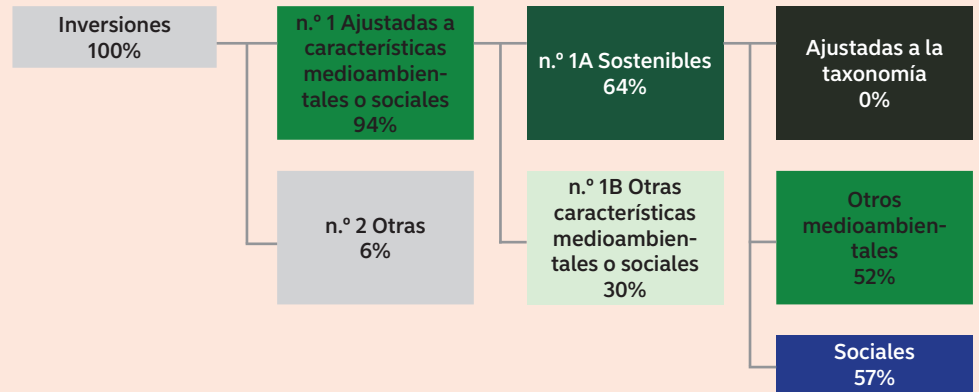 Inversiones
100%
n.º 1 Ajustadas a
características
medioambien-
tales o sociales
94%
n.º 1A Sostenibles
64%
Ajustadas a la
taxonomía
0%
n.º 2 Otras
6%
n.º 1B Otras
características
medioambien-
tales o sociales
30%
Otros
medioambien-
tales
52%
Sociales
57%